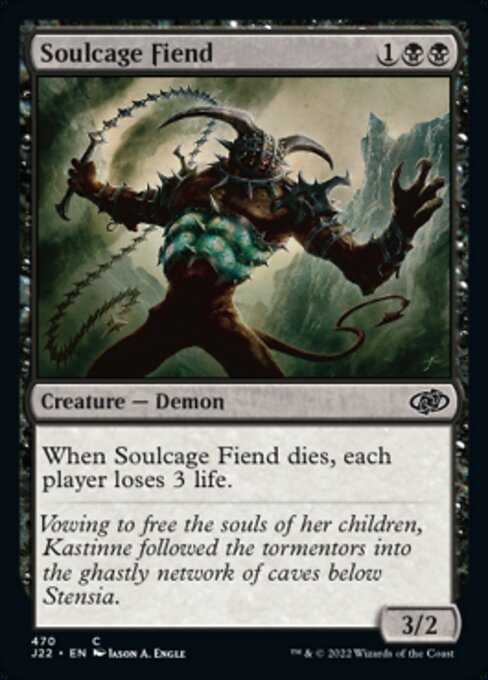 Soulcage Fiend 1
Creature — Demon
When Soulcage Fiend dies, each
player loses 3 life.
Vowing to free the souls of her children,
Kastinne followed the tormentors into
the ghastly network of caves below
Stensia.
3/2
470 C
J22 • EN Jason A. Engle
™ & © 2022 Wizards of the Coast